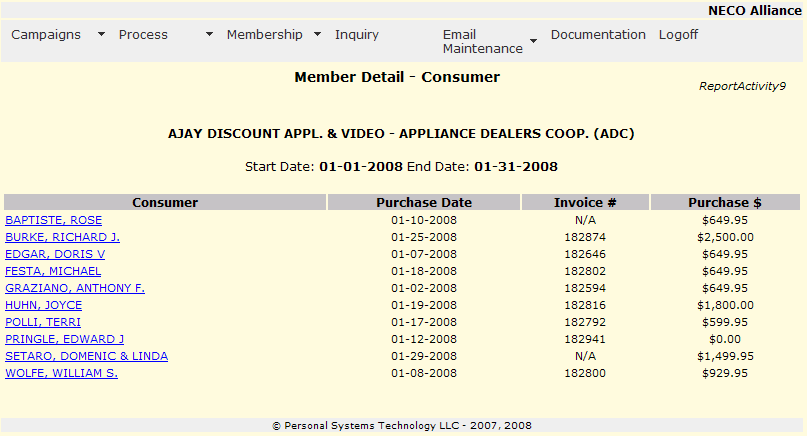 NECO Alliance
Campaigns Process Membership Inquiry Email Maintenance Documentation Logoff
Member Detail - Consumer
ReportActivity9
AJAY DISCOUNT APPL. & VIDEO - APPLIANCE DEALERS COOP. (ADC)
Start Date: 01-01-2008 End Date: 01-31-2008
Consumer Purchase Date Invoice # Purchase $
BAPTISTE, ROSE 01-10-2008 N/A $649.95
BURKE, RICHARD J. 01-25-2008 182874 $2,500.00
EDGAR, DORIS V 01-07-2008 182646 $649.95
FESTA, MICHAEL 01-18-2008 182802 $649.95
GRAZIANO, ANTHONY F. 01-02-2008 182594 $649.95
HUHN, JOYCE 01-19-2008 182816 $1,800.00
POLLI, TERRI 01-17-2008 182792 $599.95
PRINGLE, EDWARD J 01-12-2008 182941 $0.00
SETARO, DOMENIC & LINDA 01-29-2008 N/A $1,499.95
WOLFE, WILLIAM S. 01-08-2008 182800 $929.95
© Personal Systems Technology LLC - 2007, 2008